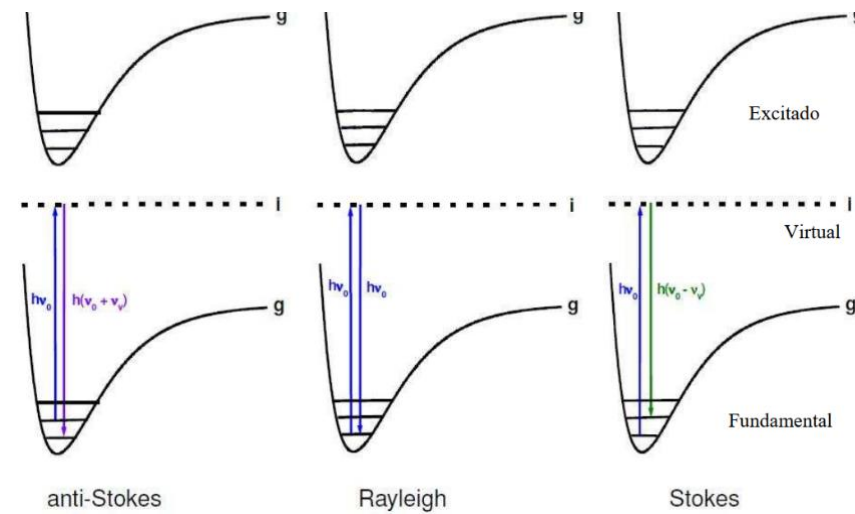 g g
Excitado
i i i
Virtual
hν₀ h(ν₀ + νᵥ) hν₀ hν₀ hν₀ h(ν₀ - νᵥ)
g g g
Fundamental
anti-Stokes Rayleigh Stokes